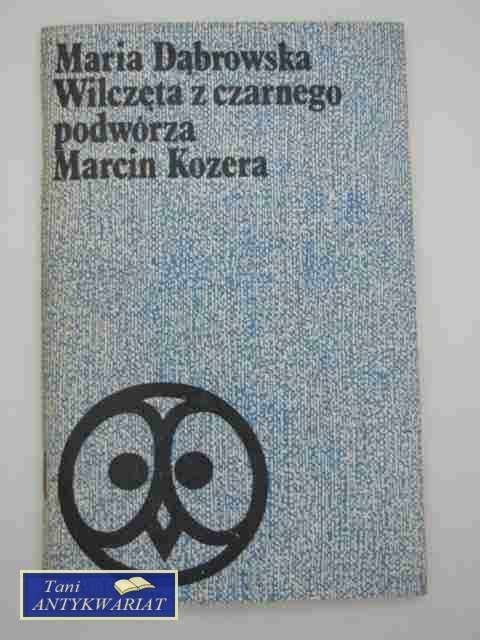 Maria Dąbrowska
Wilczęta z czarnego
podwórza
Marcin Kozera
Tani
ANTYKWARIAT